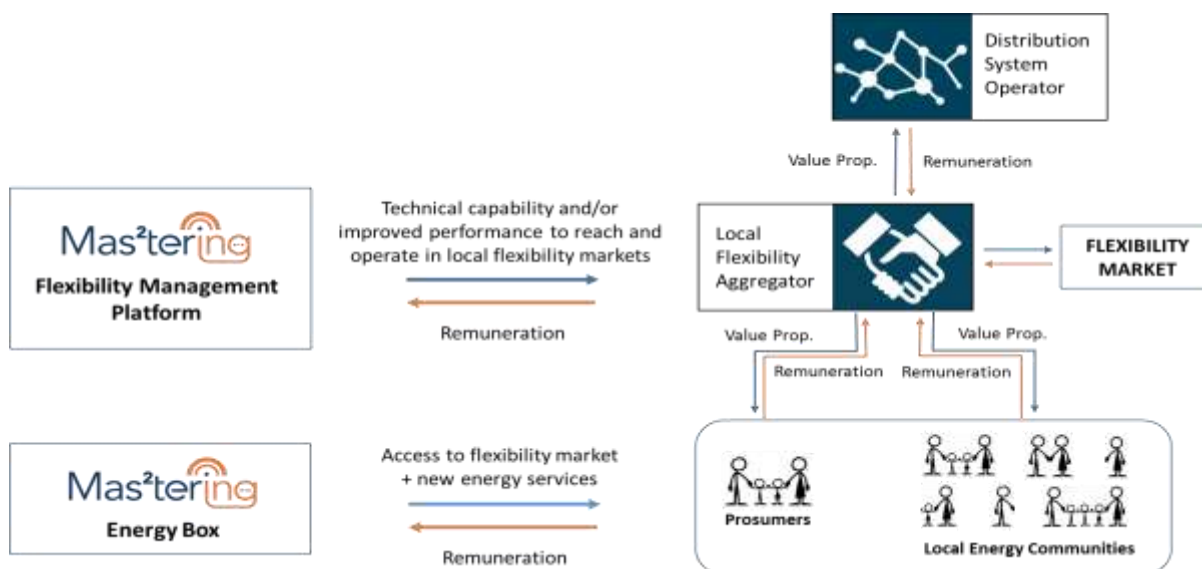 Distribution
System
Operator
Value Prop.
Remuneration
Mas²tering
Flexibility Management
Platform
Technical capability and/or
improved performance to reach and
operate in local flexibility markets
Remuneration
Local
Flexibility
Aggregator
FLEXIBILITY
MARKET
Value Prop.
Value Prop.
Remuneration
Remuneration
Mas²tering
Energy Box
Access to flexibility market
+ new energy services
Remuneration
Prosumers
Local Energy Communities